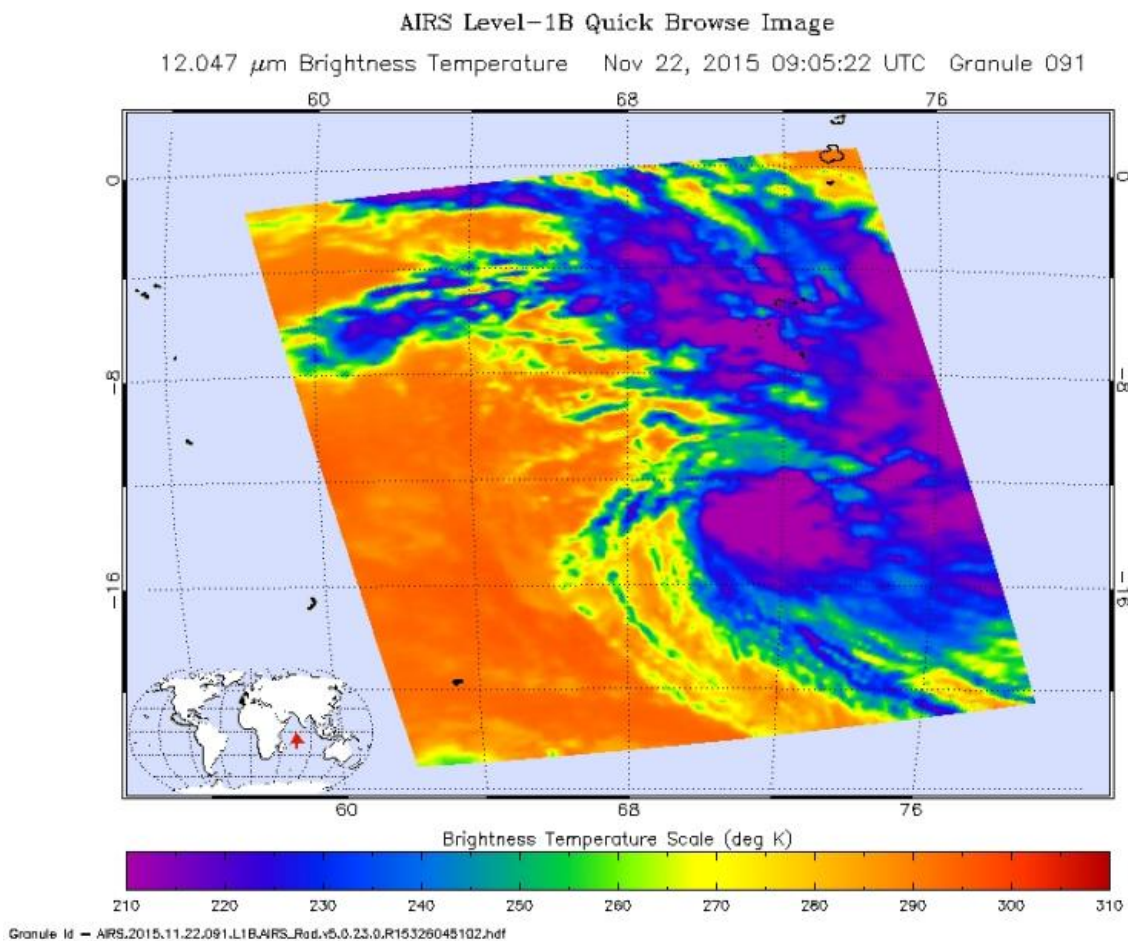 AIRS Level-1B Quick Browse Image
12.047 μm Brightness Temperature Nov 22, 2015 09:05:22 UTC Granule 091
60 68 76
0 0
-8 -8
-16 -16
60 68 76
Brightness Temperature Scale (deg K)
210 220 230 240 250 260 270 280 290 300 310
Granule Id — AIRS.2015.11.22.091.L1B.AIRS_Rad.v5.0.23.0.R15326045102.hdf